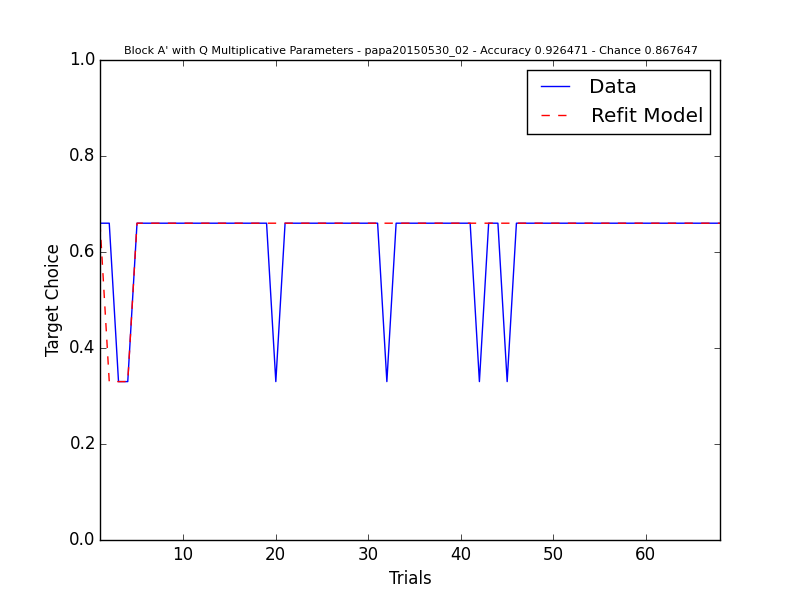 Block A' with Q Multiplicative Parameters - papa20150530_02 - Accuracy 0.926471 - Chance 0.867647
1.0
Data
Refit Model
0.8
0.6
Target Choice
0.4
0.2
0.0
10 20 30 40 50 60
Trials